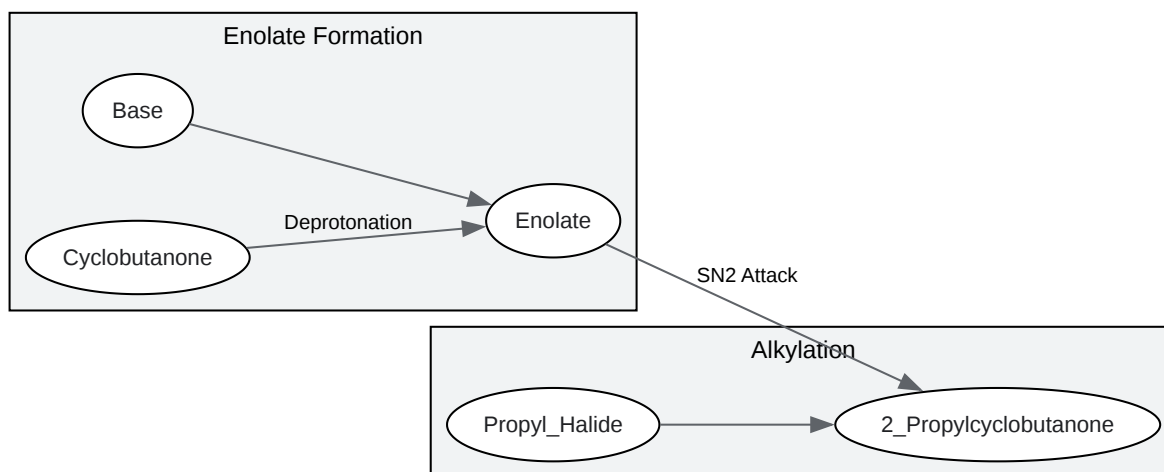 Enolate Formation
Base
Cyclobutanone
Deprotonation
Enolate
SN2 Attack
Alkylation
Propyl_Halide
2_Propylcyclobutanone